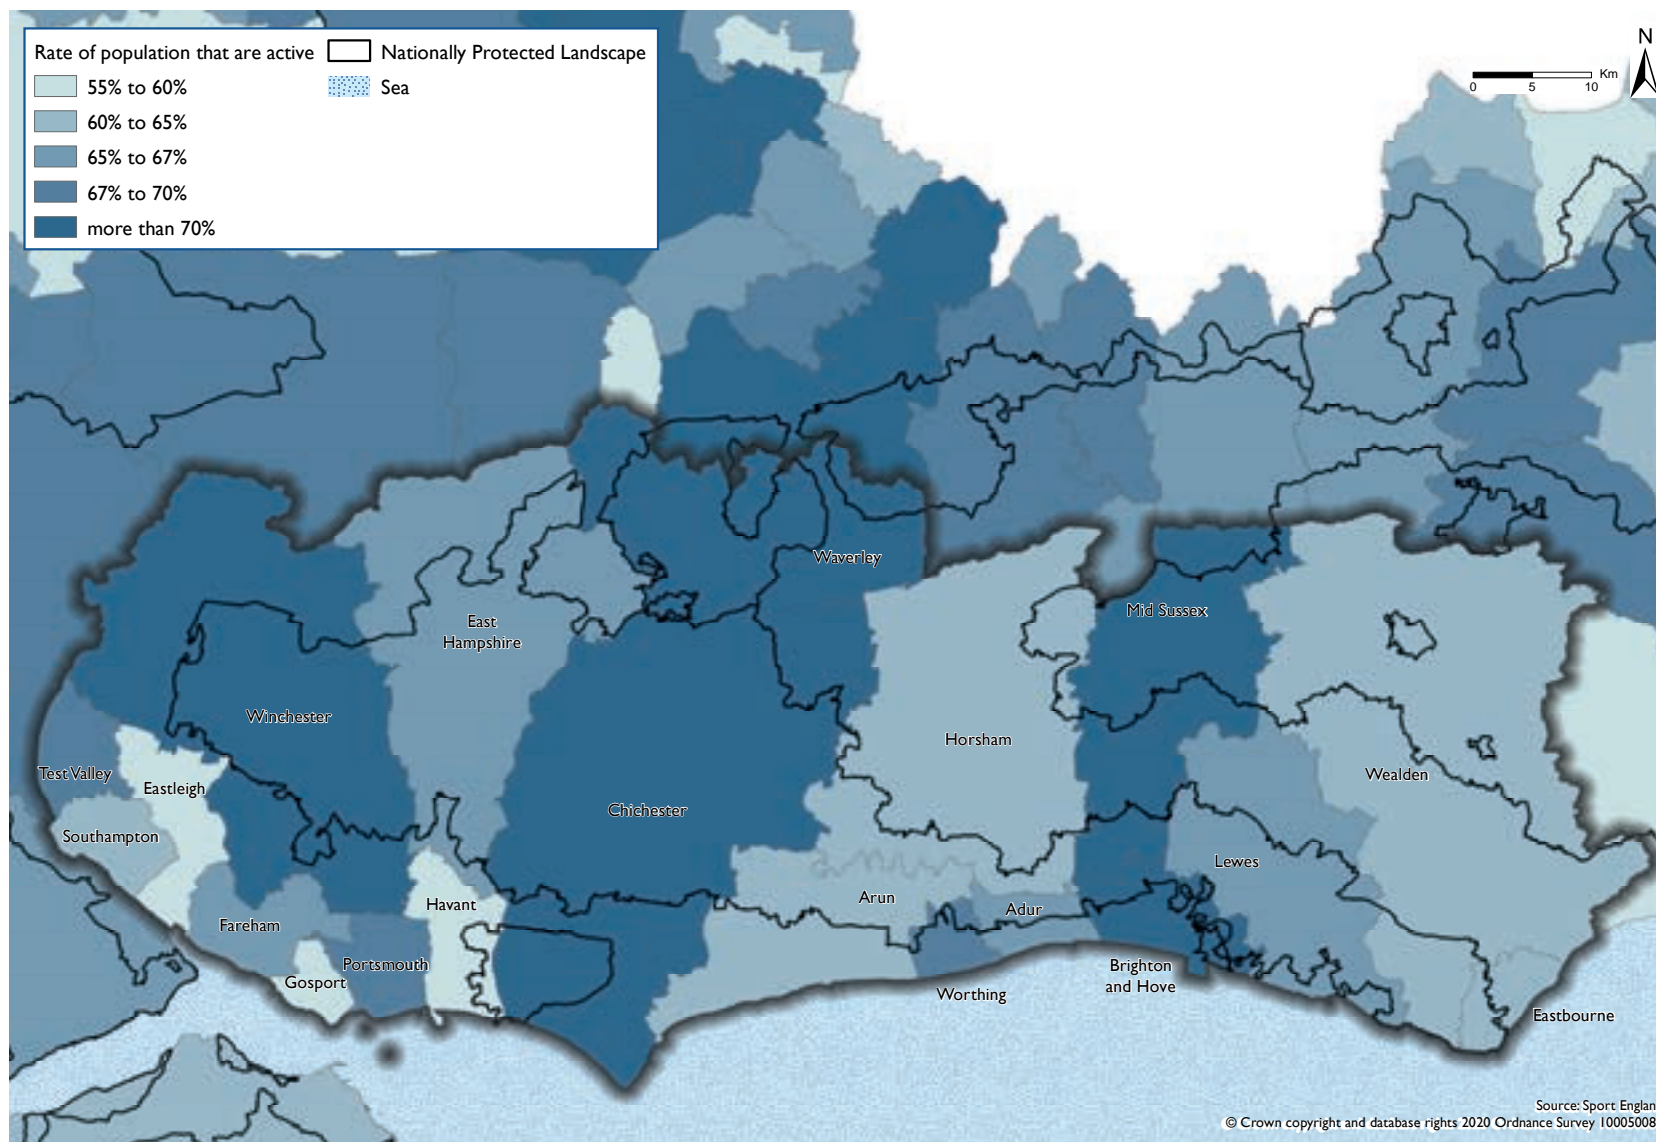 Rate of population that are active
Nationally Protected Landscape
55% to 60%
Sea
60% to 65%
65% to 67%
67% to 70%
more than 70%
N
Km
0 5 10
Waverley
Mid Sussex
East
Hampshire
Winchester
Horsham
Test Valley
Eastleigh
Wealden
Chichester
Southampton
Lewes
Havant
Arun
Adur
Fareham
Portsmouth
Gosport
Brighton
and Hove
Worthing
Eastbourne
Source: Sport Englan
© Crown copyright and database rights 2020 Ordnance Survey 10005008